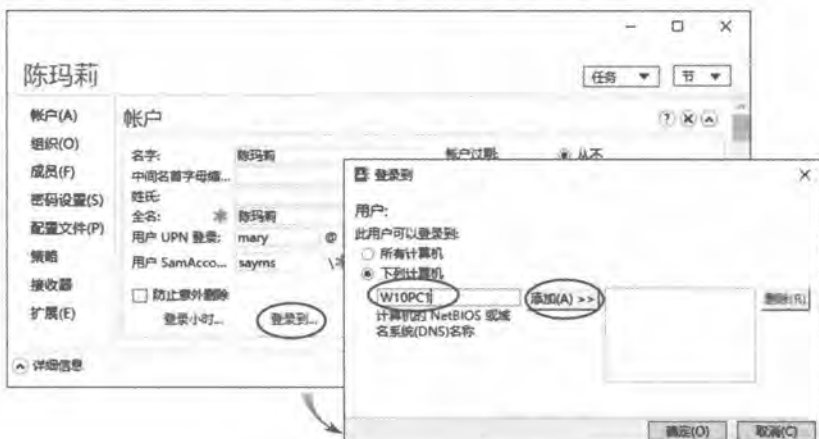 陈玛莉
任务
节
帐户(A)
组织(O)
成员(F)
密码设置(S)
配置文件(P)
策略
接收器
扩展(E)
详细信息
帐户
名字: 陈玛莉
中间名首字母缩...
姓氏:
全名: 陈玛莉
用户 UPN 登录: mary @
用户 SamAcco... sayms \
防止意外删除
登录小时...
登录到...
帐户过期: 从不
登录到
用户:
此用户可以登录到:
所有计算机
下列计算机
W10PC1
添加(A) >>
删除(R)
计算机的 NetBIOS 或域
名系统(DNS)名称
确定(O)
取消(C)